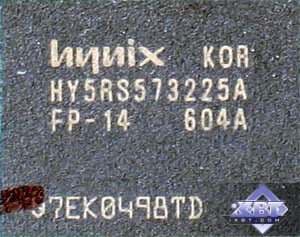 hynix KOR
HY5RS573225A
FP-14 604A
37EK0498TD